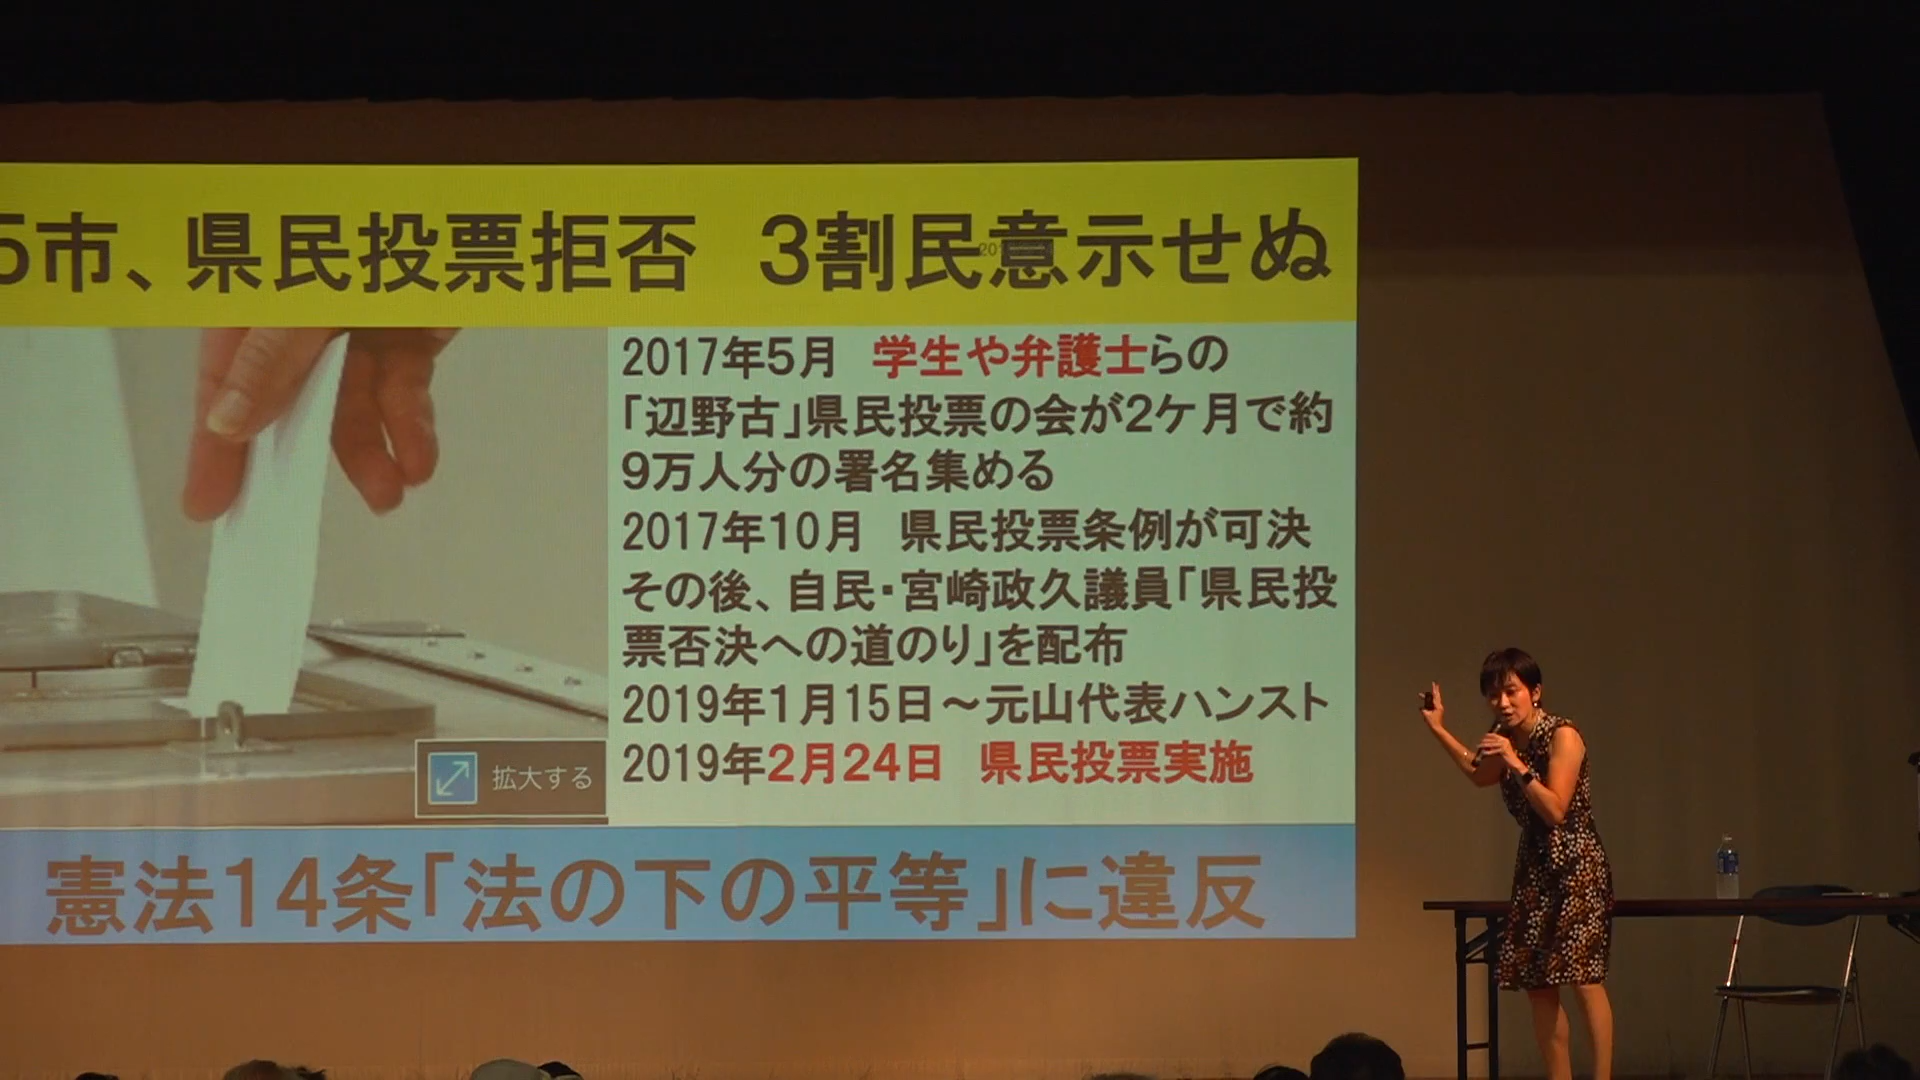 5市、県民投票拒否　3割民意示せぬ
2017年5月　学生や弁護士らの
「辺野古」県民投票の会が2ケ月で約
9万人分の署名集める
2017年10月　県民投票条例が可決
その後、自民・宮崎政久議員「県民投
票否決への道のり」を配布
2019年1月15日～元山代表ハンスト
2019年2月24日　県民投票実施
拡大する
憲法14条「法の下の平等」に違反